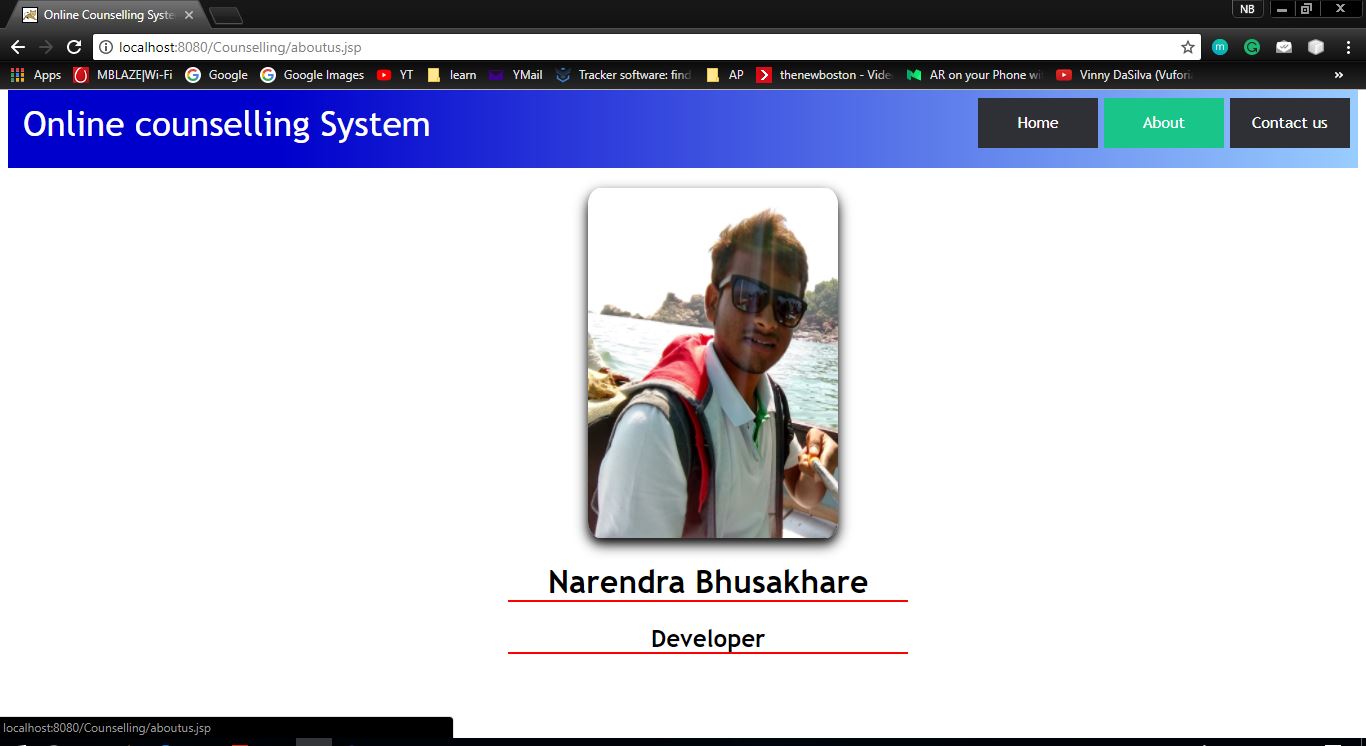 Online Counselling Syste
NB
localhost:8080/Counselling/aboutus.jsp
Apps MBLAZE|Wi-Fi Google Google Images YT learn YMail Tracker software: find AP thenewboston - Vide AR on your Phone wi Vinny DaSilva (Vufori »
Online counselling System
Home About Contact us
Narendra Bhusakhare
Developer
localhost:8080/Counselling/aboutus.jsp